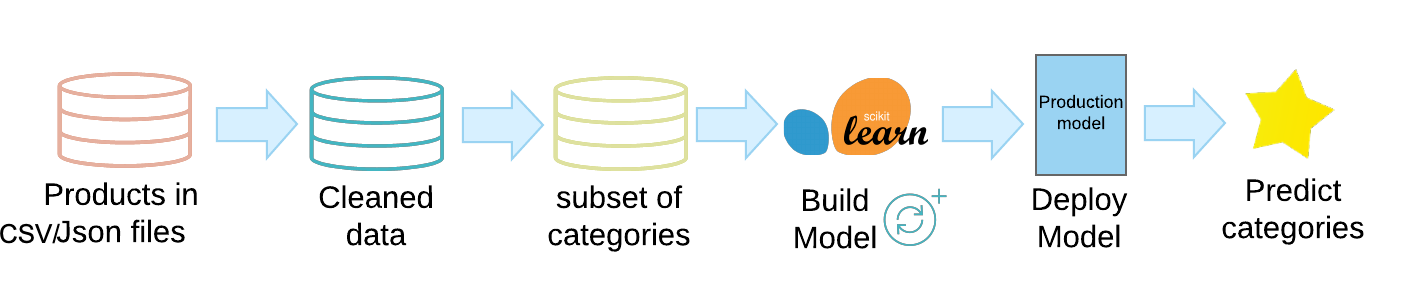 Products in
CSV/Json files
Cleaned
data
subset of
categories
scikit
learn
Build
Model
Production
model
Deploy
Model
Predict
categories